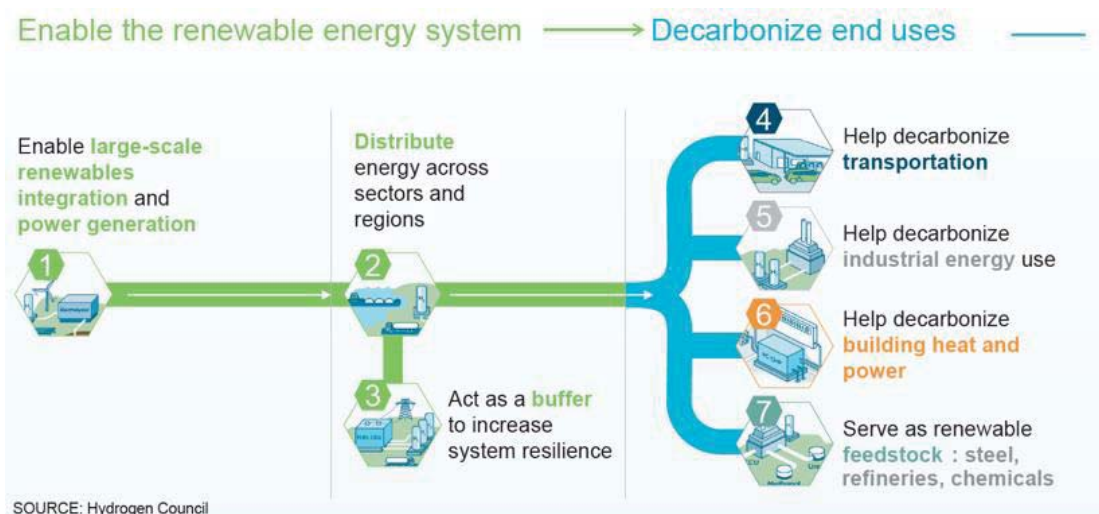 Enable the renewable energy system
Decarbonize end uses
Enable large-scale
renewables
integration and
power generation
1
Distribute
energy across
sectors and
regions
2
3
Act as a buffer
to increase
system resilience
4
Help decarbonize
transportation
5
Help decarbonize
industrial energy use
6
Help decarbonize
building heat and
power
7
Serve as renewable
feedstock : steel,
refineries, chemicals
SOURCE: Hydrogen Council